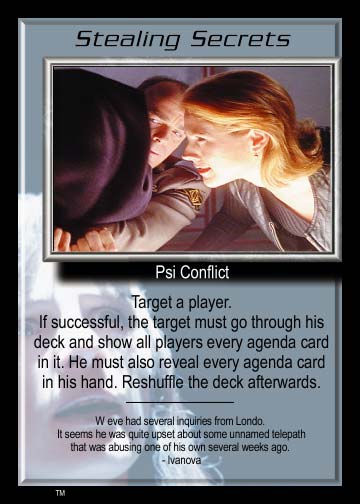 Stealing Secrets
Psi Conflict
Target a player.
If successful, the target must go through his
deck and show all players every agenda card
in it. He must also reveal every agenda card
in his hand. Reshuffle the deck afterwards.
W eve had several inquiries from Londo.
It seems he was quite upset about some unnamed telepath
that was abusing one of his own several weeks ago.
- Ivanova
TM